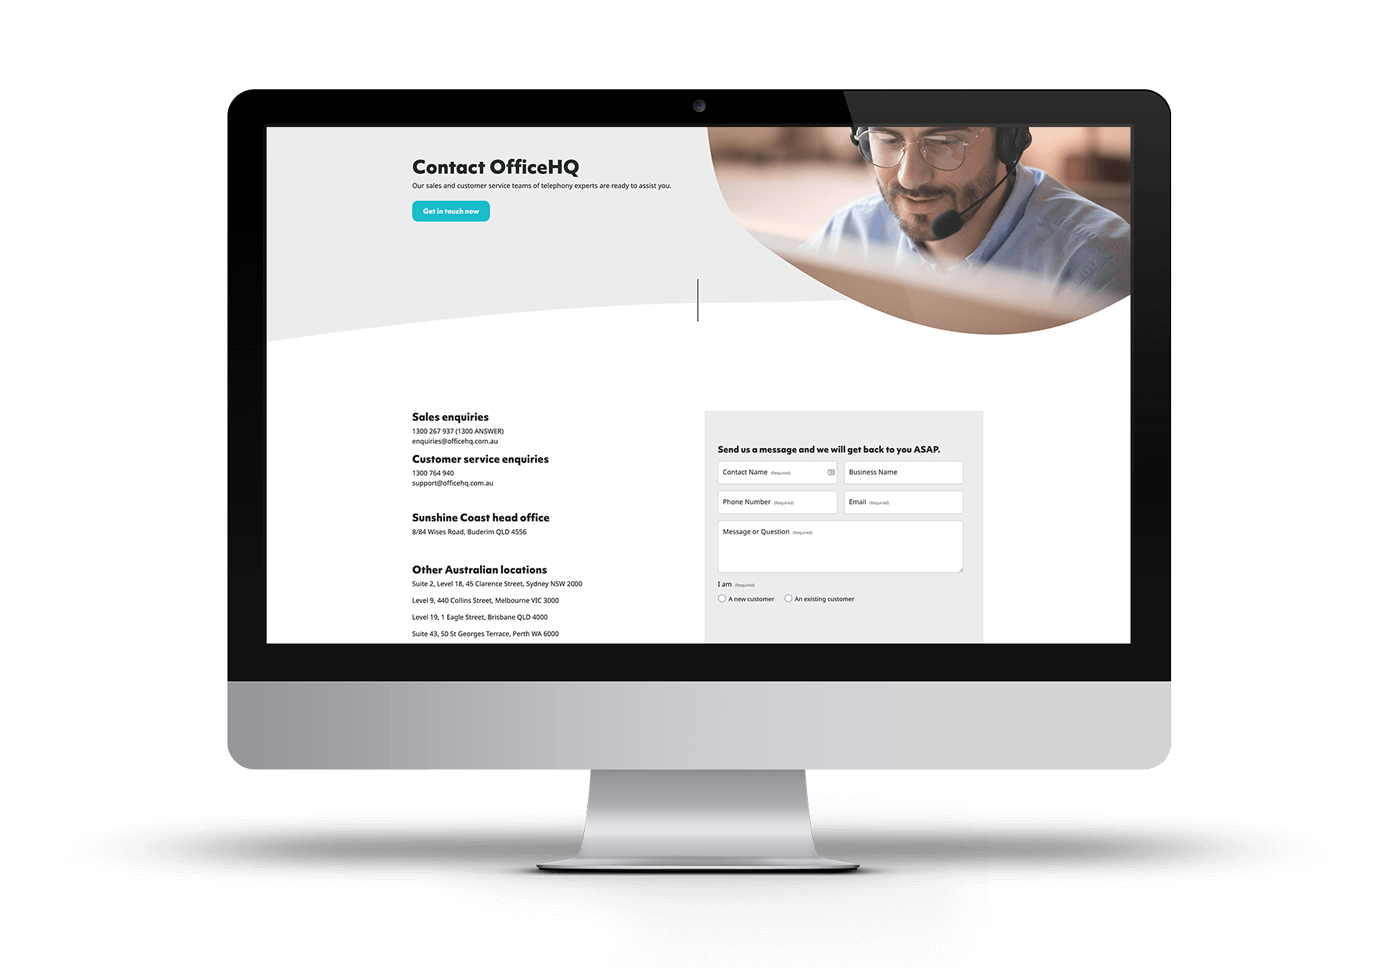 Contact OfficeHQ
Our sales and customer service teams of telephony experts are ready to assist you.
Get in touch now
Sales enquiries
1300 267 937 (1300 ANSWER)
enquiries@officehq.com.au
Customer service enquiries
1300 764 940
support@officehq.com.au
Sunshine Coast head office
8/84 Wises Road, Buderim QLD 4556
Other Australian locations
Suite 2, Level 18, 45 Clarence Street, Sydney NSW 2000
Level 9, 440 Collins Street, Melbourne VIC 3000
Level 19, 1 Eagle Street, Brisbane QLD 4000
Suite 43, 50 St Georges Terrace, Perth WA 6000
Send us a message and we will get back to you ASAP.
Contact Name (Required)
Business Name
Phone Number (Required)
Email (Required)
Message or Question (Required)
I am (Required)
A new customer
An existing customer